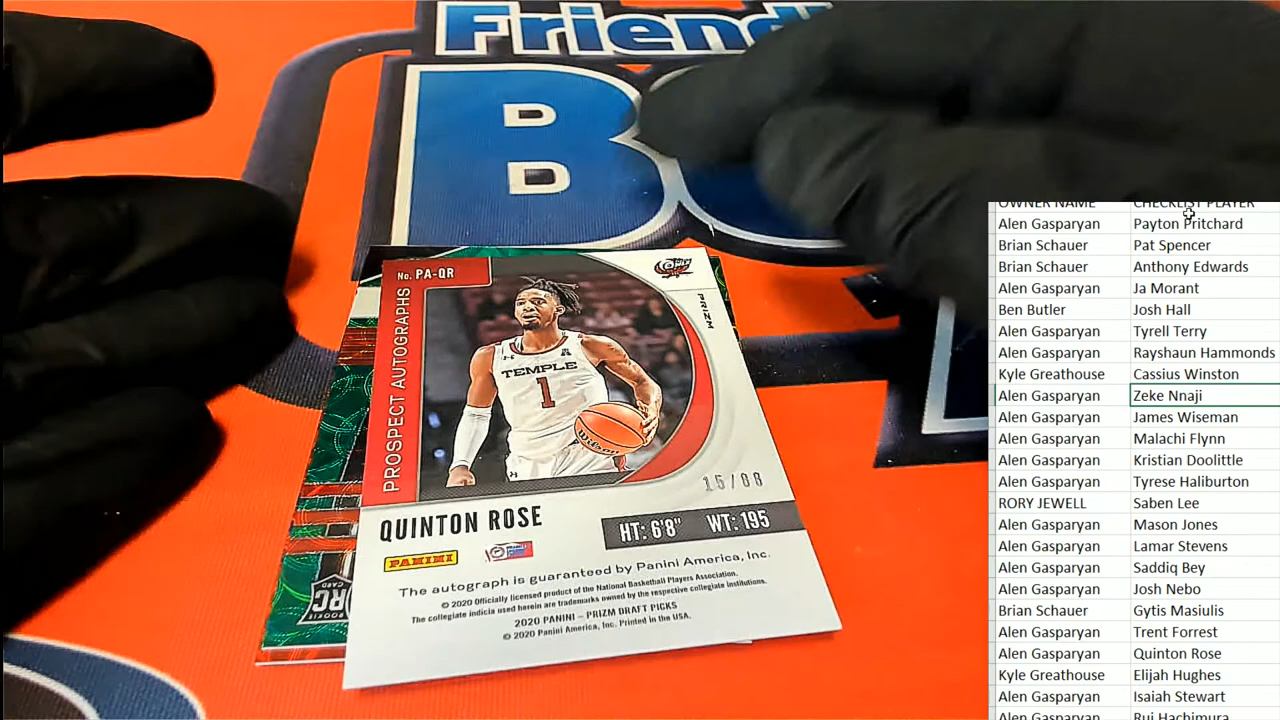 Friend
B
No. PA-QR
PROSPECT AUTOGRAPHS
PRIZM
TEMPLE
1
Wilson
15/88
QUINTON ROSE
HT: 6'8" WT: 195
PANINI
The autograph is guaranteed by Panini America, Inc.
© 2020 Officially licensed product of the National Basketball Players Association.
The collegiate indicia used herein are trademarks owned by the respective collegiate institutions.
2020 PANINI – PRIZM DRAFT PICKS
© 2020 Panini America, Inc. Printed in the USA.
RC
ROOKIE
CARD
OWNER NAME CHECKLIST PLAYER
Alen Gasparyan Payton Pritchard
Brian Schauer Pat Spencer
Brian Schauer Anthony Edwards
Alen Gasparyan Ja Morant
Ben Butler Josh Hall
Alen Gasparyan Tyrell Terry
Alen Gasparyan Rayshaun Hammonds
Kyle Greathouse Cassius Winston
Alen Gasparyan Zeke Nnaji
Alen Gasparyan James Wiseman
Alen Gasparyan Malachi Flynn
Alen Gasparyan Kristian Doolittle
Alen Gasparyan Tyrese Haliburton
RORY JEWELL Saben Lee
Alen Gasparyan Mason Jones
Alen Gasparyan Lamar Stevens
Alen Gasparyan Saddiq Bey
Alen Gasparyan Josh Nebo
Brian Schauer Gytis Masiulis
Alen Gasparyan Trent Forrest
Alen Gasparyan Quinton Rose
Kyle Greathouse Elijah Hughes
Alen Gasparyan Isaiah Stewart
Alen Gasparyan Rui Hachimura